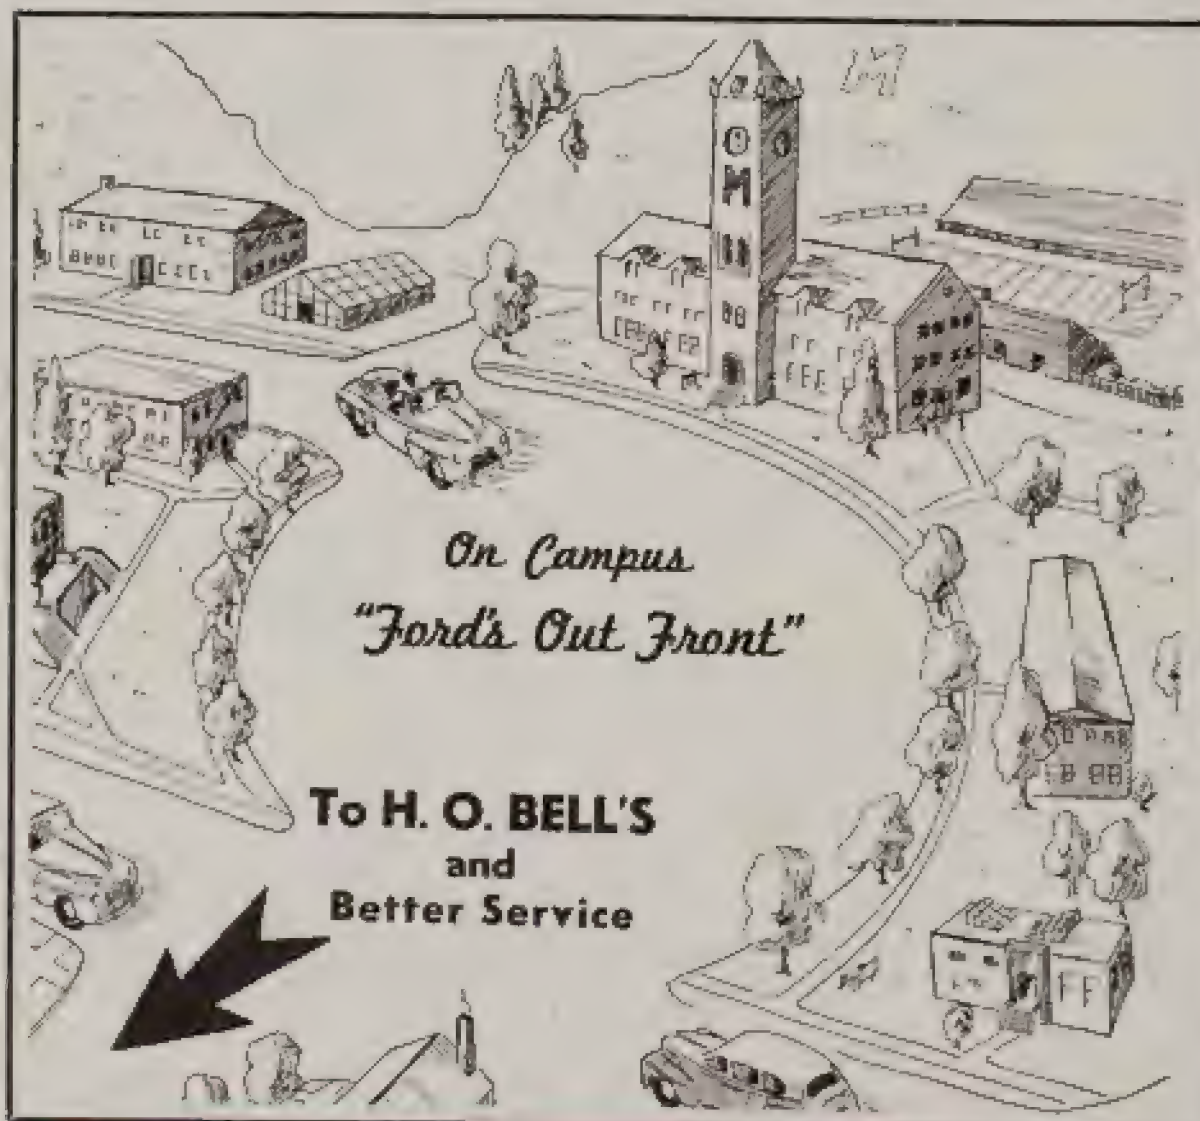 M
M
On Campus
"Ford's Out Front"
To H. O. BELL'S
and
Better Service